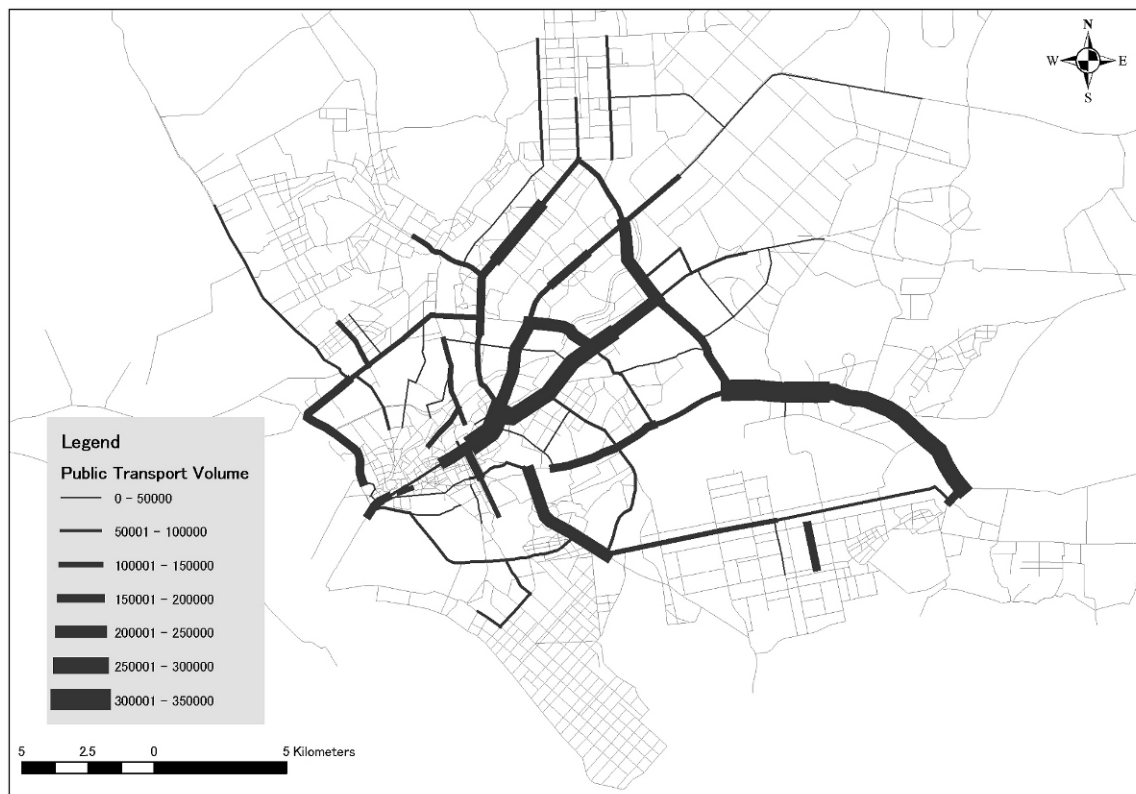 N
W E
S
Legend
Public Transport Volume
0 - 50000
50001 - 100000
100001 - 150000
150001 - 200000
200001 - 250000
250001 - 300000
300001 - 350000
5 2.5 0 5 Kilometers